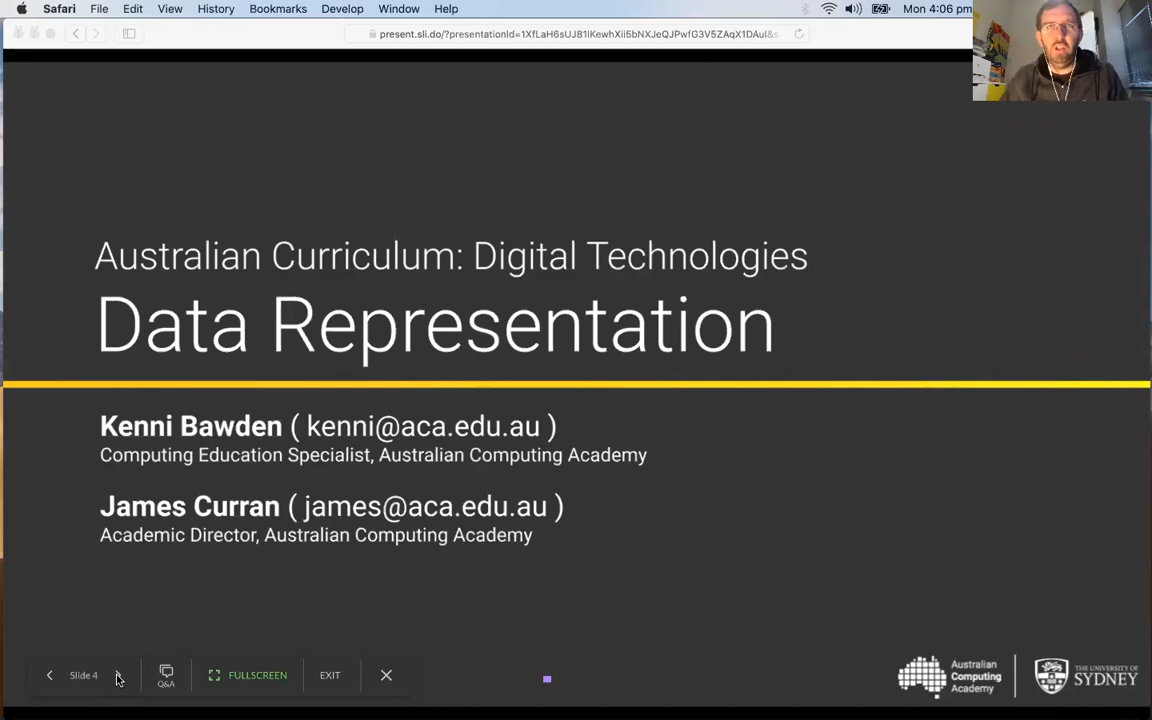 Safari File Edit View History Bookmarks Develop Window Help Mon 4:06 pm
Australian Curriculum: Digital Technologies
Data Representation
Kenni Bawden ( kenni@aca.edu.au )
Computing Education Specialist, Australian Computing Academy
James Curran ( james@aca.edu.au )
Academic Director, Australian Computing Academy
Slide 4 Q&A FULLSCREEN EXIT
Australian
Computing
Academy
THE UNIVERSITY OF
SYDNEY